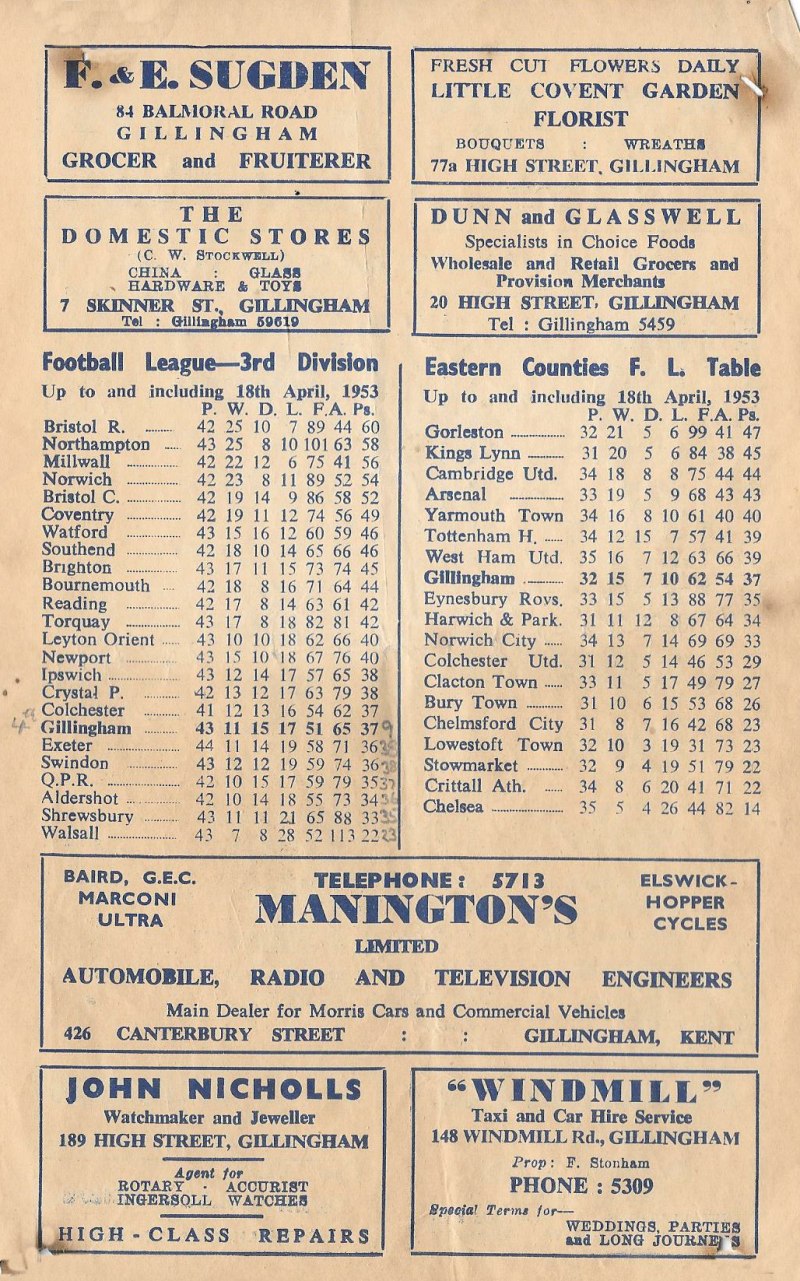 F. & E. SUGDEN
84 BALMORAL ROAD
GILLINGHAM
GROCER and FRUITERER
FRESH CUT FLOWERS DAILY
LITTLE COVENT GARDEN
FLORIST
BOUQUETS : WREATHS
77a HIGH STREET, GILLINGHAM
THE
DOMESTIC STORES
(C. W. STOCKWELL)
CHINA : GLASS
HARDWARE & TOYS
7 SKINNER ST., GILLINGHAM
Tel : Gillingham 59619
DUNN and GLASSWELL
Specialists in Choice Foods
Wholesale and Retail Grocers and
Provision Merchants
20 HIGH STREET, GILLINGHAM
Tel : Gillingham 5459
Football League—3rd Division
Up to and including 18th April, 1953
P. W. D. L. F. A. Ps.
Bristol R. ........ 42 25 10 7 89 44 60
Northampton ..... 43 25 8 10 101 63 58
Millwall ............... 42 22 12 6 75 41 56
Norwich ............... 42 23 8 11 89 52 54
Bristol C. ............ 42 19 14 9 86 58 52
Coventry ............ 42 19 11 12 74 56 49
Watford ............... 43 15 16 12 60 59 46
Southend ............ 42 18 10 14 65 66 46
Brighton ............ 43 17 11 15 73 74 45
Bournemouth .... 42 18 8 16 71 64 44
Reading ............... 42 17 8 14 63 61 42
Torquay ............... 43 17 8 18 82 81 42
Leyton Orient ...... 43 10 10 18 62 66 40
Newport ............... 43 15 10 18 67 76 40
Ipswich ............... 43 12 14 17 57 65 38
Crystal P. ......... 42 13 12 17 63 79 38
Colchester ......... 41 12 13 16 54 62 37
Gillingham ......... 43 11 15 17 51 65 37 9
Exeter ............... 44 11 14 19 58 71 36
Swindon ............ 43 12 12 19 59 74 36
Q.P.R. ............... 42 10 15 17 59 79 35 37
Aldershot ............ 42 10 14 18 55 73 34
Shrewsbury ......... 43 11 11 21 65 88 33 35
Walsall ............... 43 7 8 28 52 113 22 23
Eastern Counties F. L. Table
Up to and including 18th April, 1953
P. W. D. L. F. A. Ps.
Gorleston ............ 32 21 5 6 99 41 47
Kings Lynn ......... 31 20 5 6 84 38 45
Cambridge Utd. 34 18 8 8 75 44 44
Arsenal ............ 33 19 5 9 68 43 43
Yarmouth Town 34 16 8 10 61 40 40
Tottenham H. ..... 34 12 15 7 57 41 39
West Ham Utd. 35 16 7 12 63 66 39
Gillingham ......... 32 15 7 10 62 54 37
Eynesbury Rovs. 33 15 5 13 88 77 35
Harwich & Park. 31 11 12 8 67 64 34
Norwich City ..... 34 13 7 14 69 69 33
Colchester Utd. 31 12 5 14 46 53 29
Clacton Town ..... 33 11 5 17 49 79 27
Bury Town ......... 31 10 6 15 53 68 26
Chelmsford City 31 8 7 16 42 68 23
Lowestoft Town 32 10 3 19 31 73 23
Stowmarket ......... 32 9 4 19 51 79 22
Crittall Ath. ..... 34 8 6 20 41 71 22
Chelsea ............... 35 5 4 26 44 82 14
BAIRD, G.E.C.
MARCONI
ULTRA
TELEPHONE: 5713
MANINGTON'S
LIMITED
ELSWICK-
HOPPER
CYCLES
AUTOMOBILE, RADIO AND TELEVISION ENGINEERS
Main Dealer for Morris Cars and Commercial Vehicles
426 CANTERBURY STREET : : GILLINGHAM, KENT
JOHN NICHOLLS
Watchmaker and Jeweller
189 HIGH STREET, GILLINGHAM
Agent for
ROTARY - ACCURIST
INGERSOLL WATCHES
HIGH-CLASS REPAIRS
"WINDMILL"
Taxi and Car Hire Service
148 WINDMILL Rd., GILLINGHAM
Prop: F. Stonham
PHONE : 5309
Special Terms for—
WEDDINGS, PARTIES
and LONG JOURNEYS